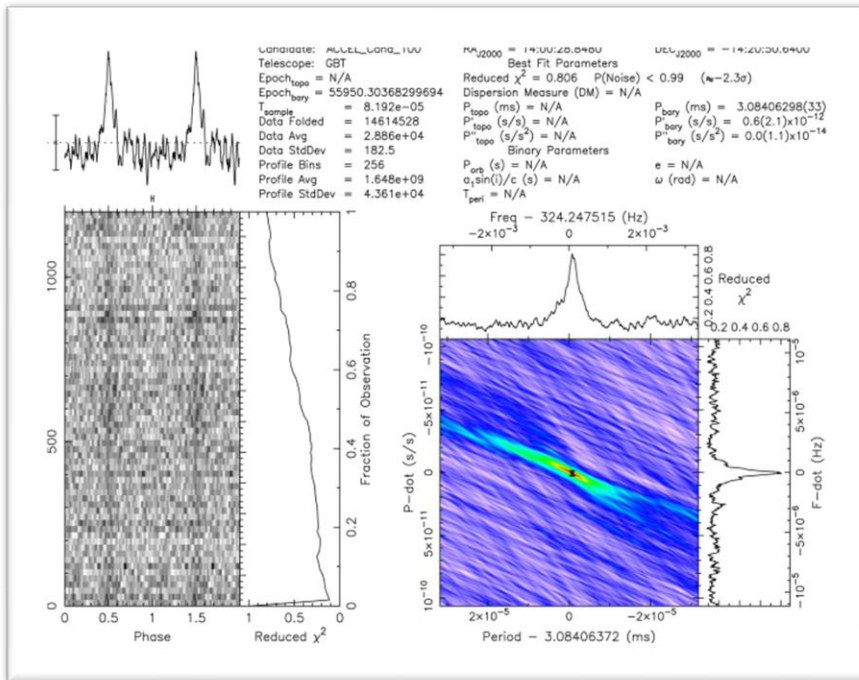 Candidate: ACCEL_Cand_100
RA_J2000 = 14:00:28.8480
DEC_J2000 = -14:20:50.6400
Telescope: GBT
Best Fit Parameters
Epoch_topo = N/A
Reduced χ² = 0.806 P(Noise) < 0.99 (≈-2.3σ)
Epoch_bary = 55950.30368299694
Dispersion Measure (DM) = N/A
T_sample = 8.192e-05
P_topo (ms) = N/A
P_bary (ms) = 3.08406298(33)
Data Folded = 14614528
P'_topo (s/s) = N/A
P'_bary (s/s) = 0.6(2.1)x10⁻¹²
Data Avg = 2.886e+04
P''_topo (s/s²) = N/A
P''_bary (s/s²) = 0.0(1.1)x10⁻¹⁴
Data StdDev = 182.5
Binary Parameters
Profile Bins = 256
P_orb (s) = N/A
e = N/A
Profile Avg = 1.648e+09
a₁sin(i)/c (s) = N/A
ω (rad) = N/A
Profile StdDev = 4.361e+04
T_peri = N/A
Freq - 324.247515 (Hz)
-2×10⁻³ 0 2×10⁻³
0.2 0.4 0.6 0.8
Reduced χ²
0.2 0.4 0.6 0.8
0 500 1000
0 0.5 1 1.5
Phase
1 0
Reduced χ²
0 0.2 0.4 0.6 0.8 1
Fraction of Observation
-10⁻¹⁰ -5×10⁻¹¹ 0 5×10⁻¹¹ 10⁻¹⁰
P-dot (s/s)
10⁻⁵ 5×10⁻⁶ 0 -5×10⁻⁶ -10⁻⁵
F-dot (Hz)
2×10⁻⁵ 0 -2×10⁻⁵
Period - 3.08406372 (ms)